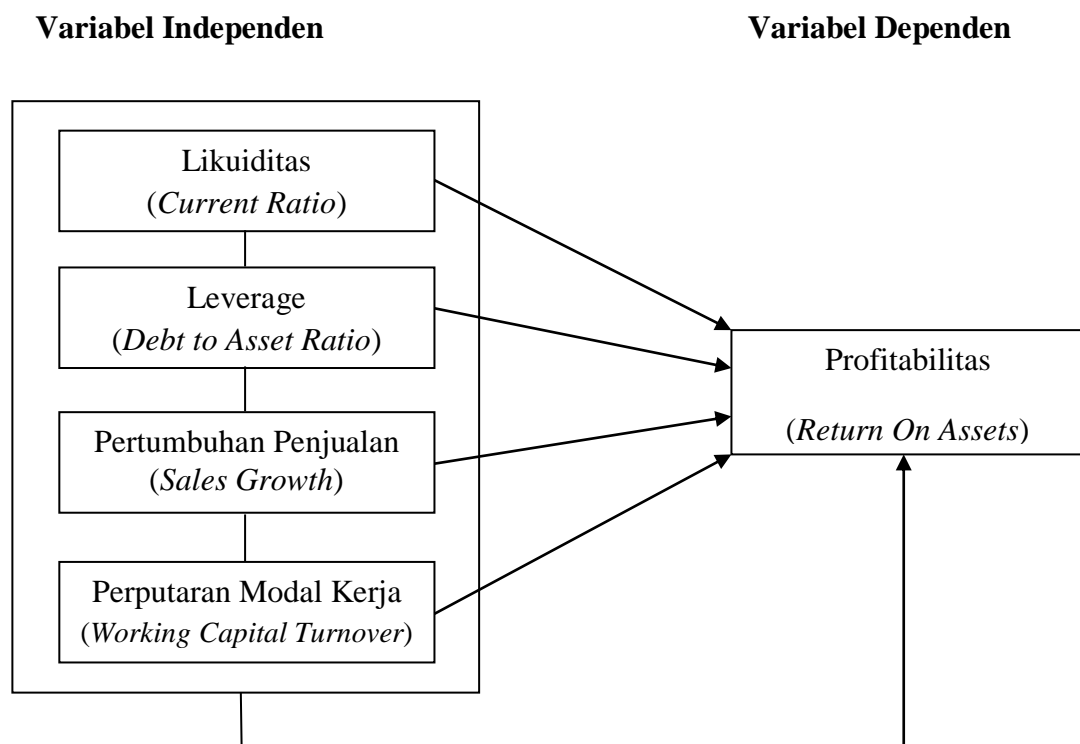 Variabel Independen
Variabel Dependen
Likuiditas
(Current Ratio)
Leverage
(Debt to Asset Ratio)
Pertumbuhan Penjualan
(Sales Growth)
Perputaran Modal Kerja
(Working Capital Turnover)
Profitabilitas
(Return On Assets)